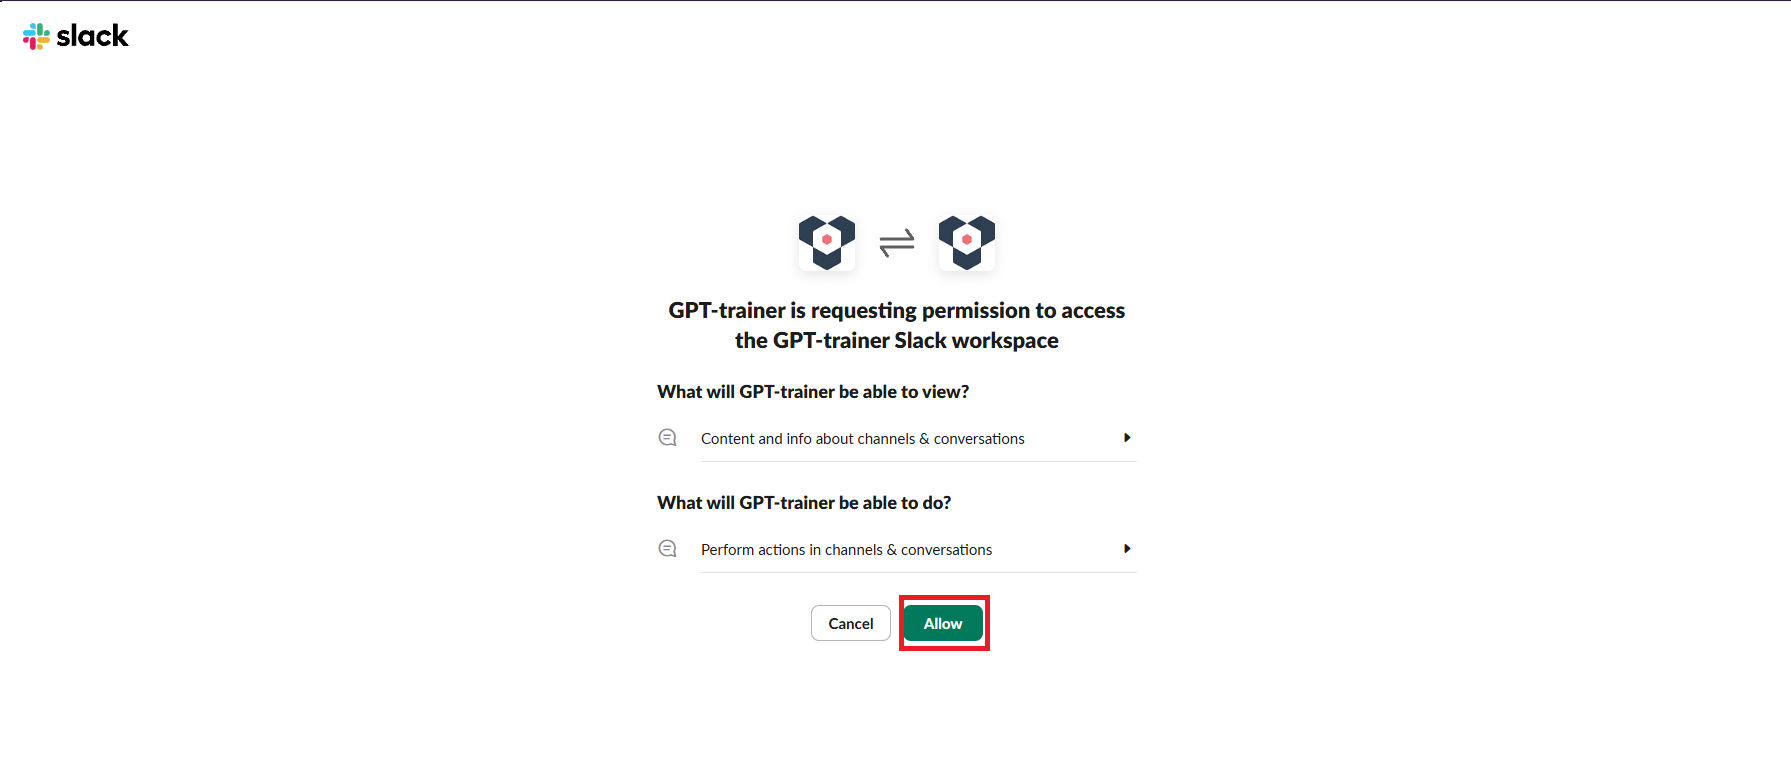 slack
GPT-trainer is requesting permission to access
the GPT-trainer Slack workspace
What will GPT-trainer be able to view?
Content and info about channels & conversations
What will GPT-trainer be able to do?
Perform actions in channels & conversations
Cancel
Allow